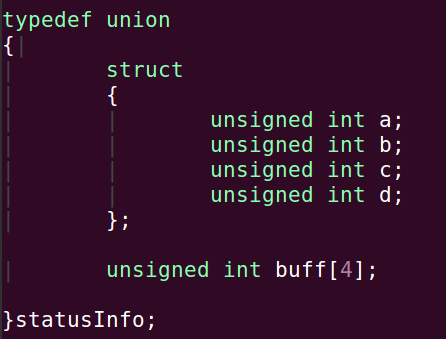 typedef union
{
struct
{
unsigned int a;
unsigned int b;
unsigned int c;
unsigned int d;
};
unsigned int buff[4];
}statusInfo;